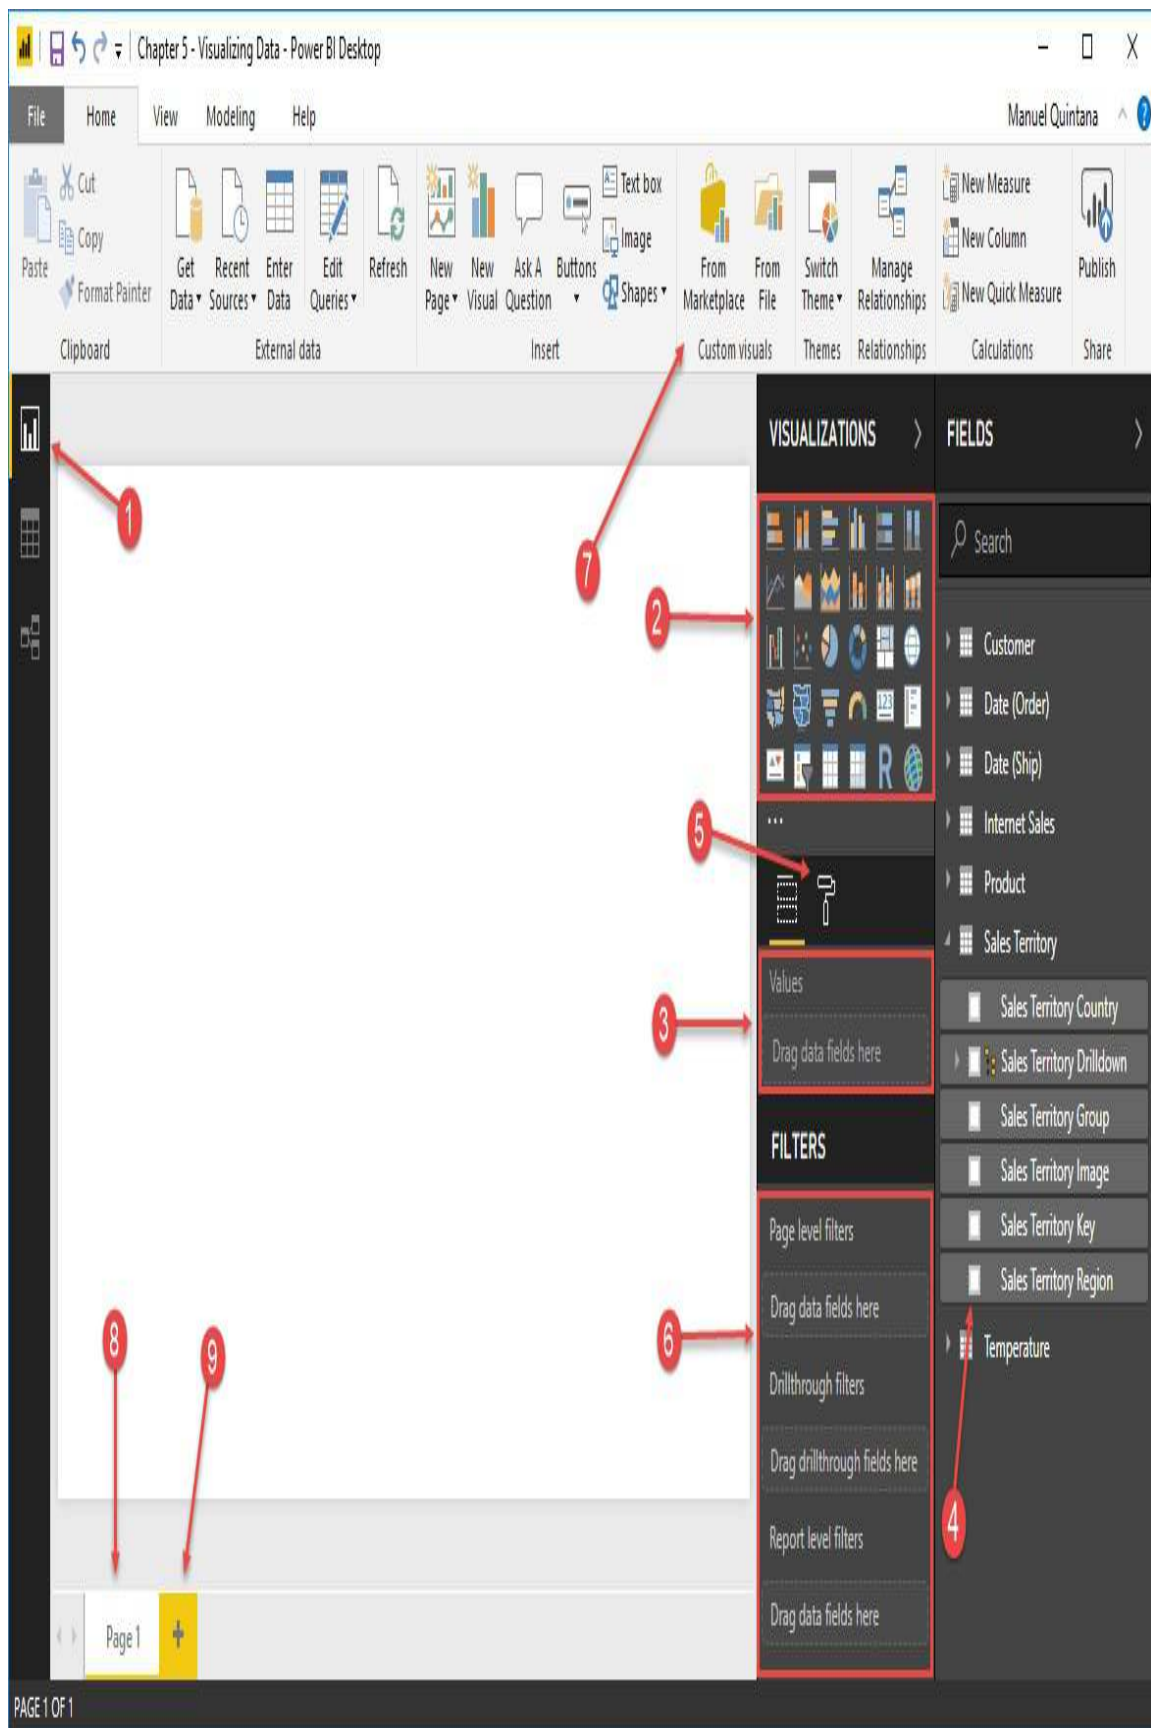 Chapter 5 - Visualizing Data - Power BI Desktop
File Home View Modeling Help Manuel Quintana ?
Paste
Cut
Copy
Format Painter
Clipboard
Get Data
Recent Sources
Enter Data
Edit Queries
Refresh
External data
New Page
New Visual
Ask A Question
Buttons
Text box
Image
Shapes
Insert
From Marketplace
From File
Custom visuals
Switch Theme
Themes
Manage Relationships
Relationships
New Measure
New Column
New Quick Measure
Calculations
Publish
Share
1
7
2
5
3
6
8
9
4
VISUALIZATIONS
123
R
...
Values
Drag data fields here
FILTERS
Page level filters
Drag data fields here
Drillthrough filters
Drag drillthrough fields here
Report level filters
Drag data fields here
FIELDS
Search
Customer
Date (Order)
Date (Ship)
Internet Sales
Product
Sales Territory
Sales Territory Country
Sales Territory Drilldown
Sales Territory Group
Sales Territory Image
Sales Territory Key
Sales Territory Region
Temperature
Page 1 +
PAGE 1 OF 1